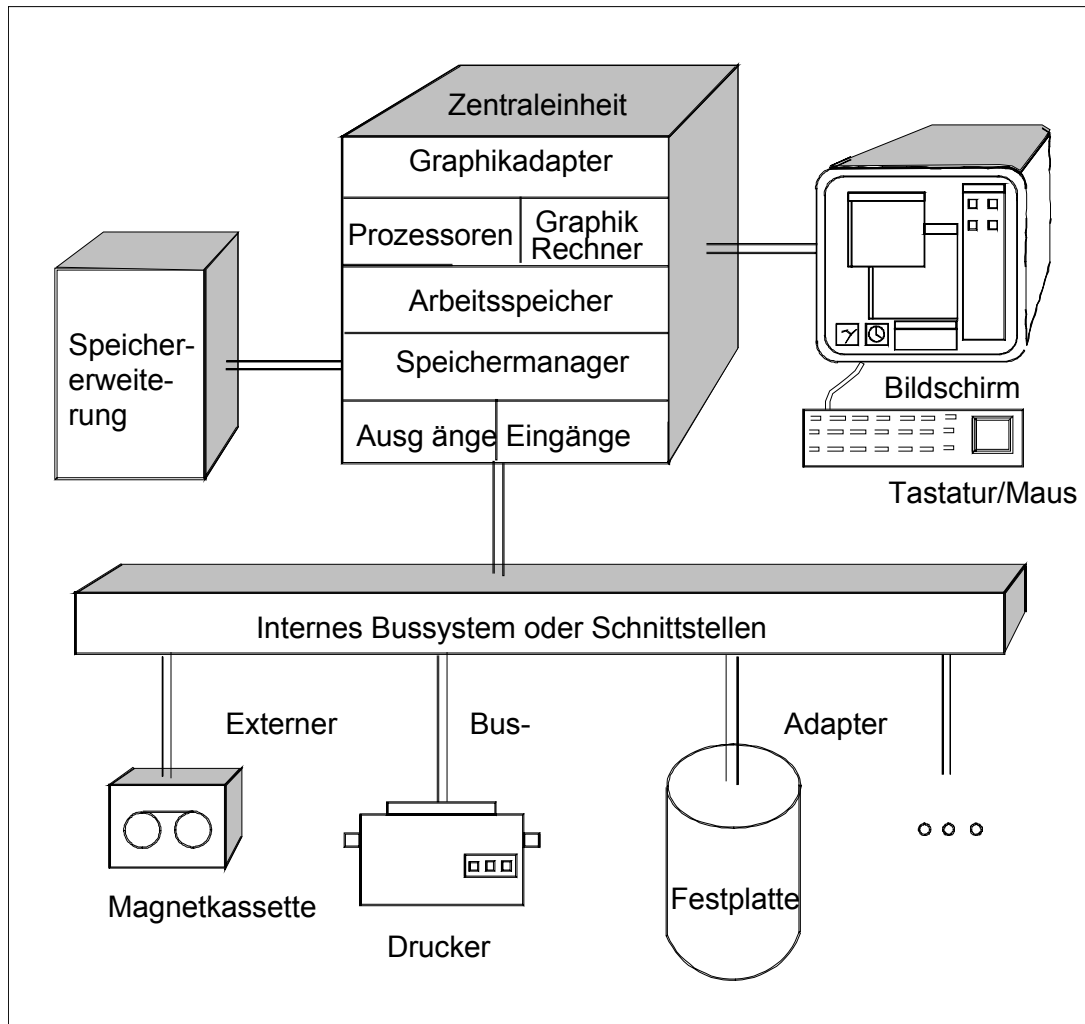 Zentraleinheit
Graphikadapter
Prozessoren
Graphik
Rechner
Arbeitsspeicher
Speichermanager
Ausg änge Eingänge
Speicher-
erweite-
rung
Bildschirm
Tastatur/Maus
Internes Bussystem oder Schnittstellen
Externer Bus- Adapter
Magnetkassette
Drucker
Festplatte